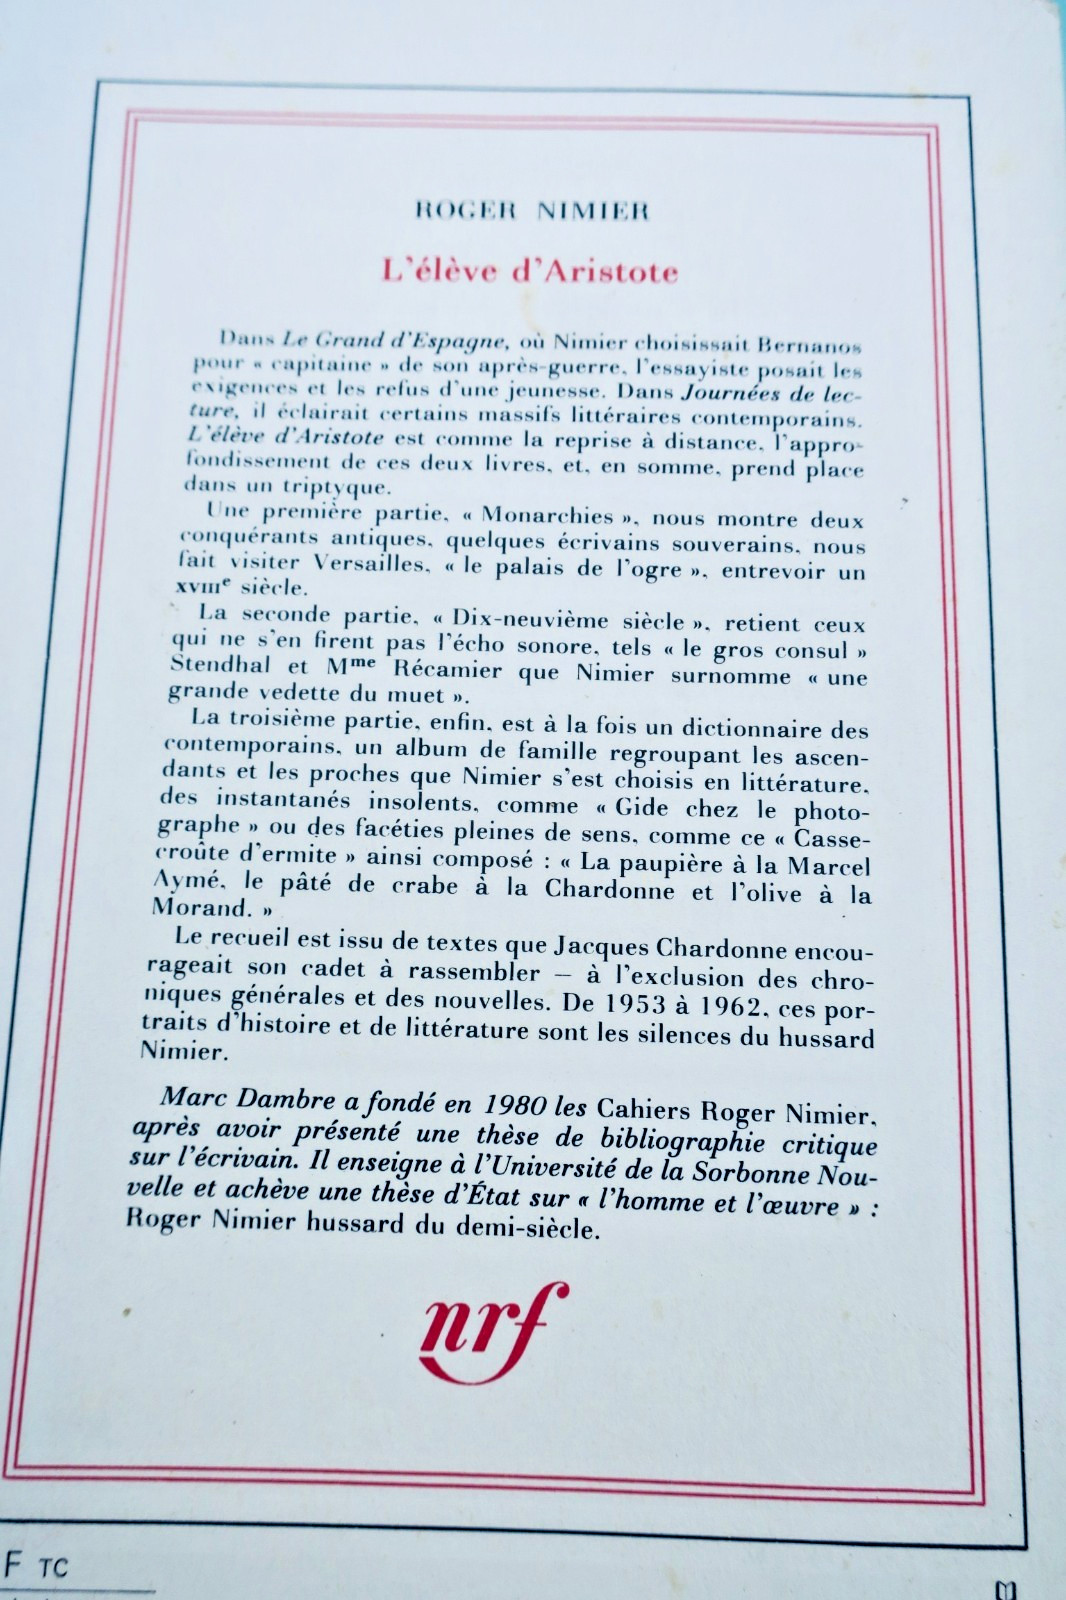 ROGER NIMIER
L'élève d'Aristote
Dans Le Grand d'Espagne, où Nimier choisissait Bernanos
pour « capitaine » de son après-guerre, l'essayiste posait les
exigences et les refus d'une jeunesse. Dans Journées de lec-
ture, il éclairait certains massifs littéraires contemporains.
L'élève d'Aristote est comme la reprise à distance, l'appro-
fondissement de ces deux livres, et, en somme, prend place
dans un triptyque.
Une première partie, « Monarchies », nous montre deux
conquérants antiques, quelques écrivains souverains, nous
fait visiter Versailles, « le palais de l'ogre », entrevoir un
XVIIIe siècle.
La seconde partie, « Dix-neuvième siècle », retient ceux
qui ne s'en firent pas l'écho sonore, tels « le gros consul »
Stendhal et Mme Récamier que Nimier surnomme « une
grande vedette du muet ».
La troisième partie, enfin, est à la fois un dictionnaire des
contemporains, un album de famille regroupant les ascen-
dants et les proches que Nimier s'est choisis en littérature,
des instantanés insolents, comme « Gide chez le photo-
graphe » ou des facéties pleines de sens, comme ce « Casse-
croûte d'ermite » ainsi composé : « La paupière à la Marcel
Aymé, le pâté de crabe à la Chardonne et l'olive à la
Morand. »
Le recueil est issu de textes que Jacques Chardonne encou-
rageait son cadet à rassembler — à l'exclusion des chro-
niques générales et des nouvelles. De 1953 à 1962, ces por-
traits d'histoire et de littérature sont les silences du hussard
Nimier.
Marc Dambre a fondé en 1980 les Cahiers Roger Nimier,
après avoir présenté une thèse de bibliographie critique
sur l'écrivain. Il enseigne à l'Université de la Sorbonne Nou-
velle et achève une thèse d'État sur « l'homme et l'œuvre » :
Roger Nimier hussard du demi-siècle.
nrf
F TC